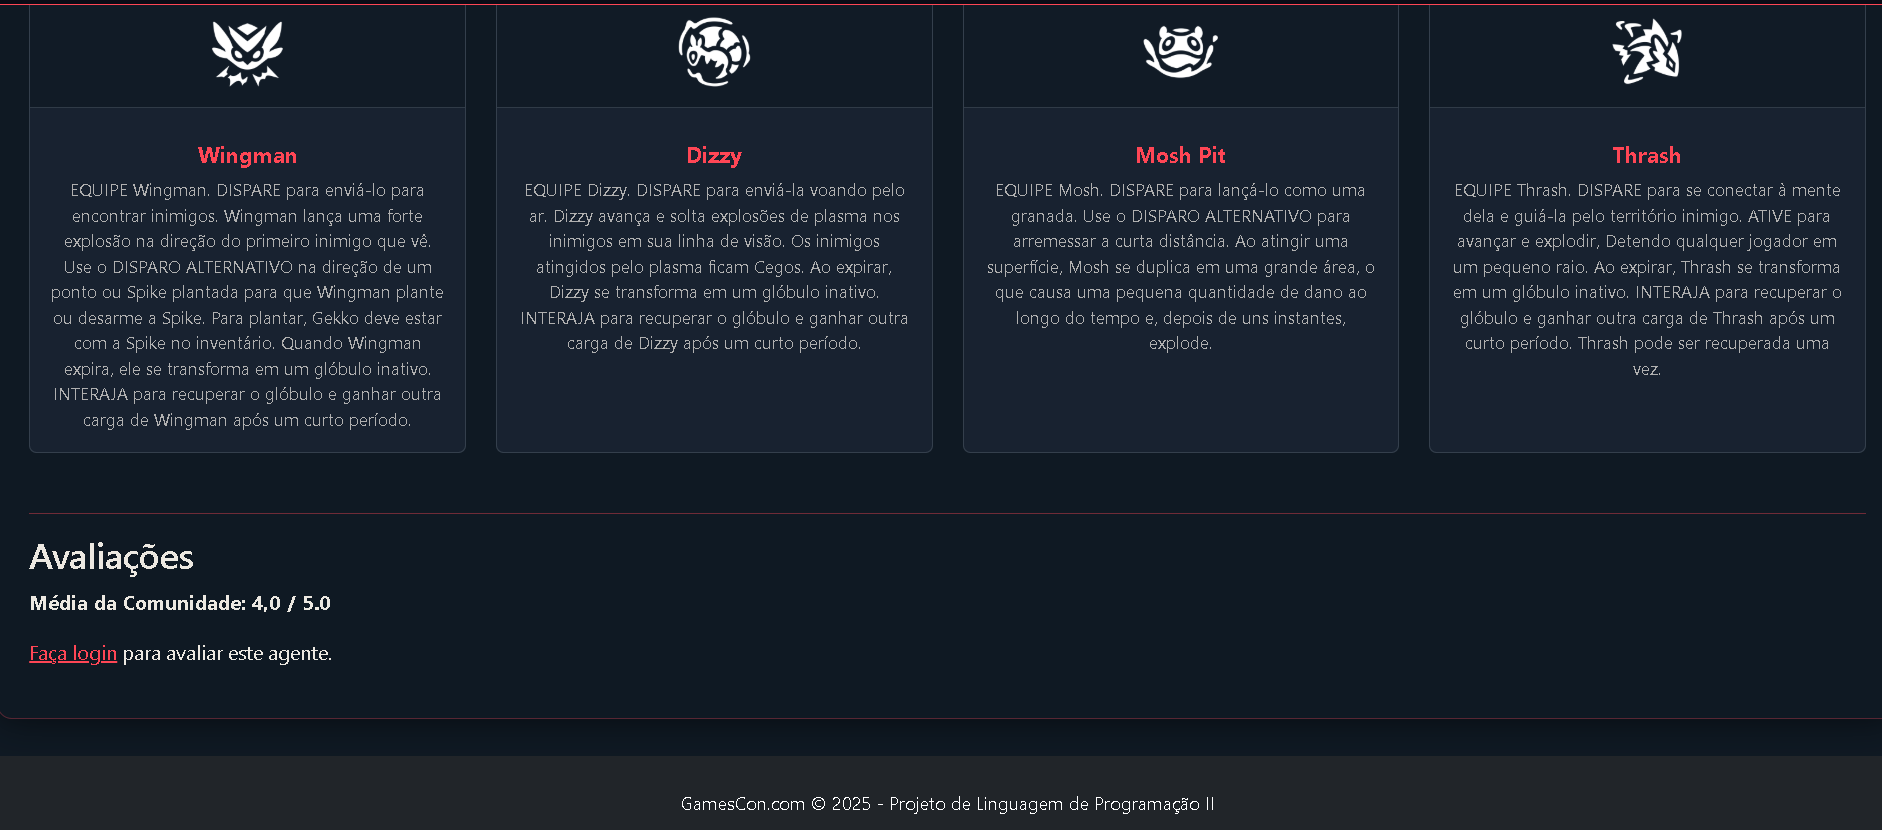 Wingman
EQUIPE Wingman. DISPARE para enviá-lo para
encontrar inimigos. Wingman lança uma forte
explosão na direção do primeiro inimigo que vê.
Use o DISPARO ALTERNATIVO na direção de um
ponto ou Spike plantada para que Wingman plante
ou desarme a Spike. Para plantar, Gekko deve estar
com a Spike no inventário. Quando Wingman
expira, ele se transforma em um glóbulo inativo.
INTERAJA para recuperar o glóbulo e ganhar outra
carga de Wingman após um curto período.
Dizzy
EQUIPE Dizzy. DISPARE para enviá-la voando pelo
ar. Dizzy avança e solta explosões de plasma nos
inimigos em sua linha de visão. Os inimigos
atingidos pelo plasma ficam Cegos. Ao expirar,
Dizzy se transforma em um glóbulo inativo.
INTERAJA para recuperar o glóbulo e ganhar outra
carga de Dizzy após um curto período.
Mosh Pit
EQUIPE Mosh. DISPARE para lançá-lo como uma
granada. Use o DISPARO ALTERNATIVO para
arremessar a curta distância. Ao atingir uma
superfície, Mosh se duplica em uma grande área, o
que causa uma pequena quantidade de dano ao
longo do tempo e, depois de uns instantes,
explode.
Thrash
EQUIPE Thrash. DISPARE para se conectar à mente
dela e guiá-la pelo território inimigo. ATIVE para
avançar e explodir, Detendo qualquer jogador em
um pequeno raio. Ao expirar, Thrash se transforma
em um glóbulo inativo. INTERAJA para recuperar o
glóbulo e ganhar outra carga de Thrash após um
curto período. Thrash pode ser recuperada uma
vez.
Avaliações
Média da Comunidade: 4,0 / 5.0
Faça login para avaliar este agente.
GamesCon.com © 2025 - Projeto de Linguagem de Programação II